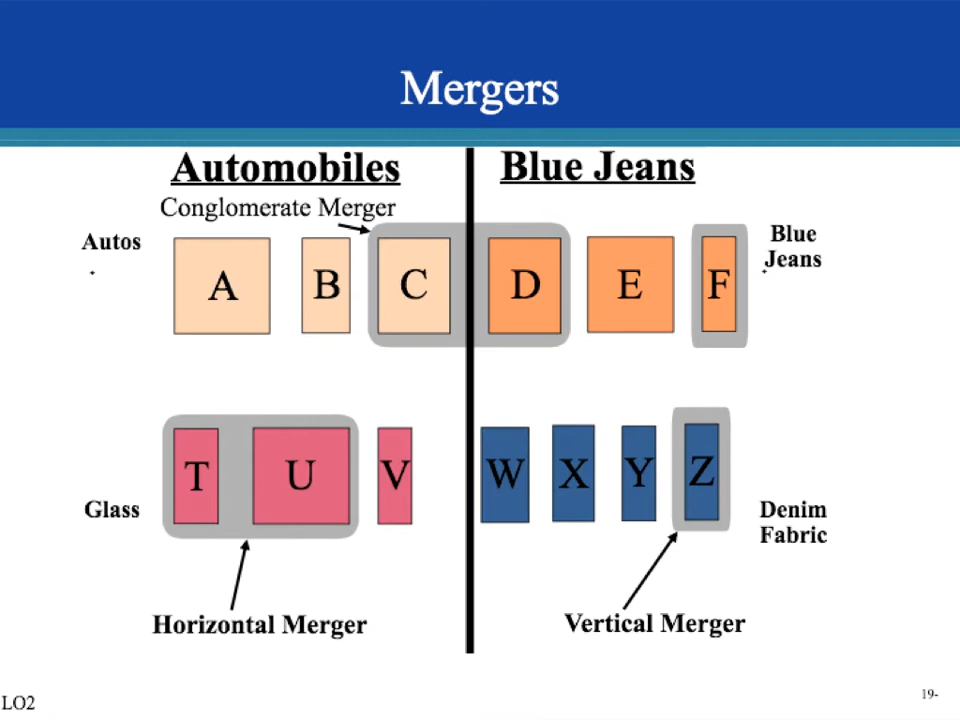 Mergers
Automobiles
Blue Jeans
Conglomerate Merger
Autos
A
B
C
D
E
F
Blue
Jeans
Glass
T
U
V
W
X
Y
Z
Denim
Fabric
Horizontal Merger
Vertical Merger
LO2
19-